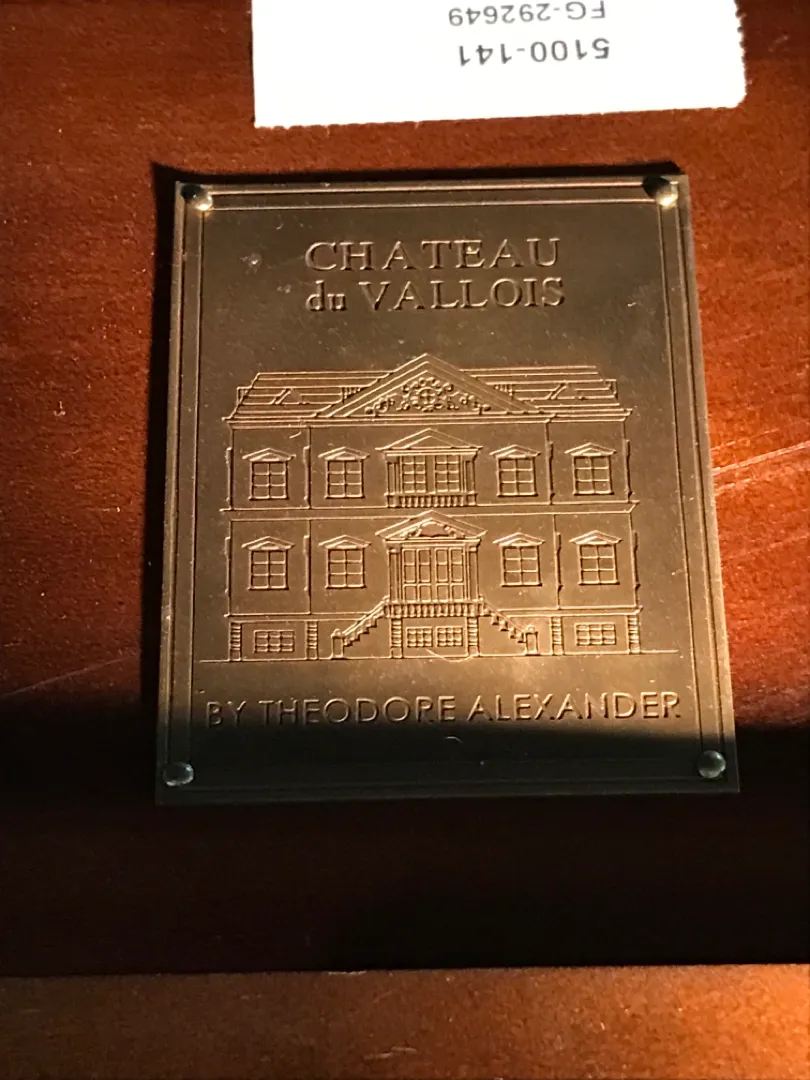 FG-292649
5100-141
CHATEAU
du VALLOIS
BY THEODORE ALEXANDER